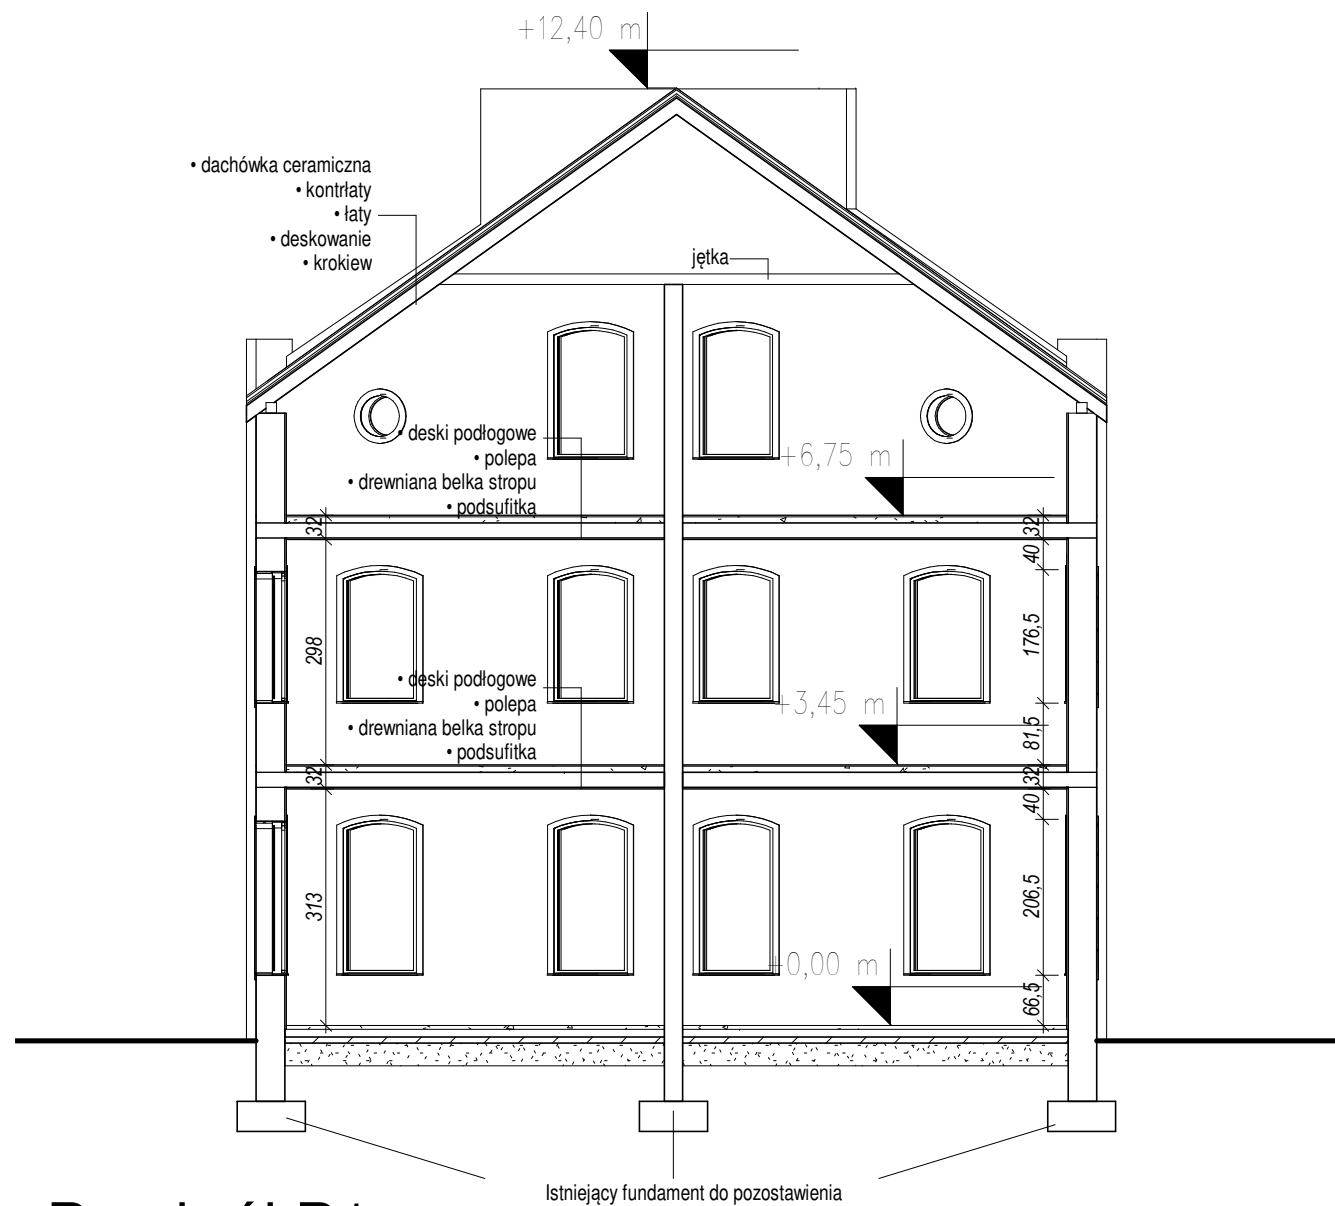 +12,40 m
• dachówka ceramiczna
• kontrłaty
• łaty
• deskowanie
• krokiew
jętka
• deski podłogowe
• polepa
• drewniana belka stropu
• podsufitka
+6,75 m
32
32
40
298
176,5
• deski podłogowe
• polepa
• drewniana belka stropu
• podsufitka
+3,45 m
81,5
32
32
40
313
206,5
+0,00 m
66,5
Istniejący fundament do pozostawienia